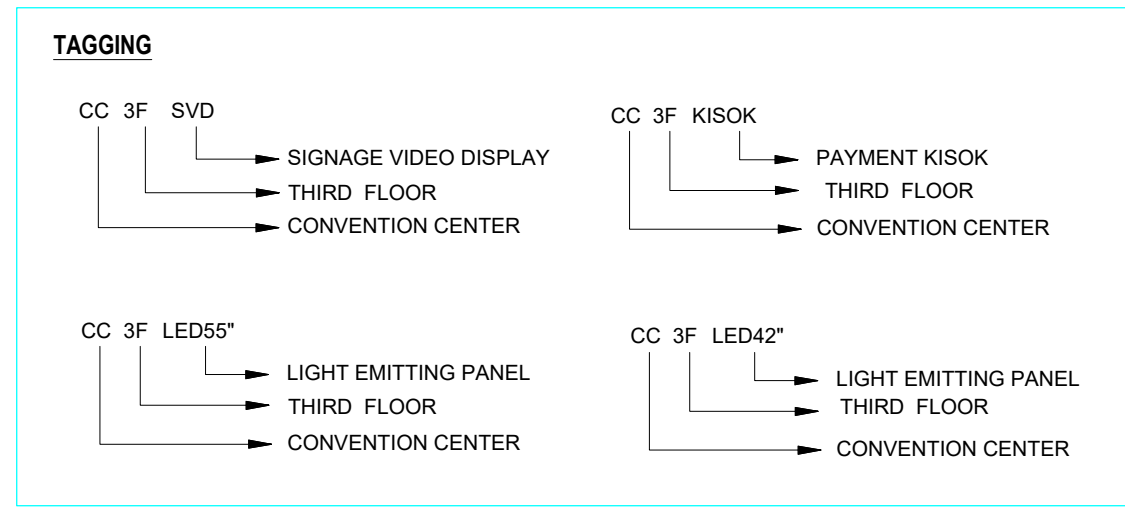 TAGGING
CC 3F SVD
SIGNAGE VIDEO DISPLAY
THIRD FLOOR
CONVENTION CENTER
CC 3F KISOK
PAYMENT KISOK
THIRD FLOOR
CONVENTION CENTER
CC 3F LED55"
LIGHT EMITTING PANEL
THIRD FLOOR
CONVENTION CENTER
CC 3F LED42"
LIGHT EMITTING PANEL
THIRD FLOOR
CONVENTION CENTER